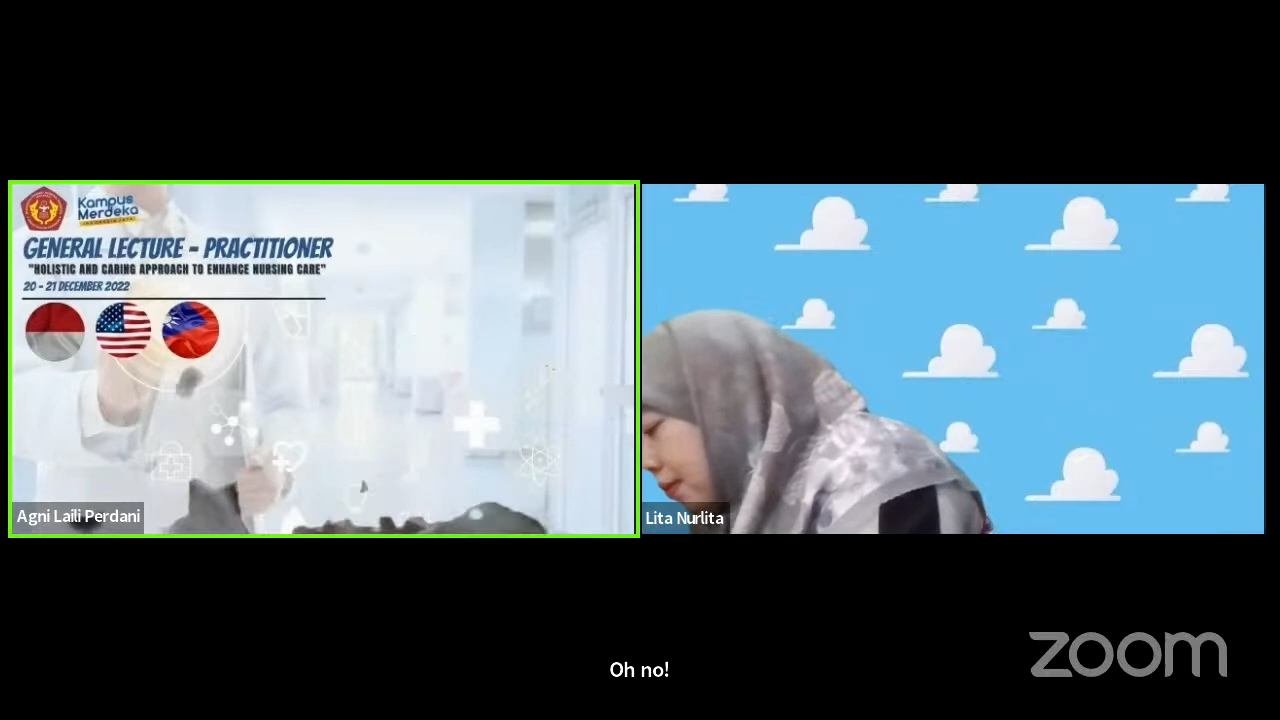 Kampus
Merdeka
GENERAL LECTURE - PRACTITIONER
"HOLISTIC AND CARING APPROACH TO ENHANCE NURSING CARE"
20 - 21 DECEMBER 2022
Agni Laili Perdani
Lita Nurlita
Oh no!
zoom